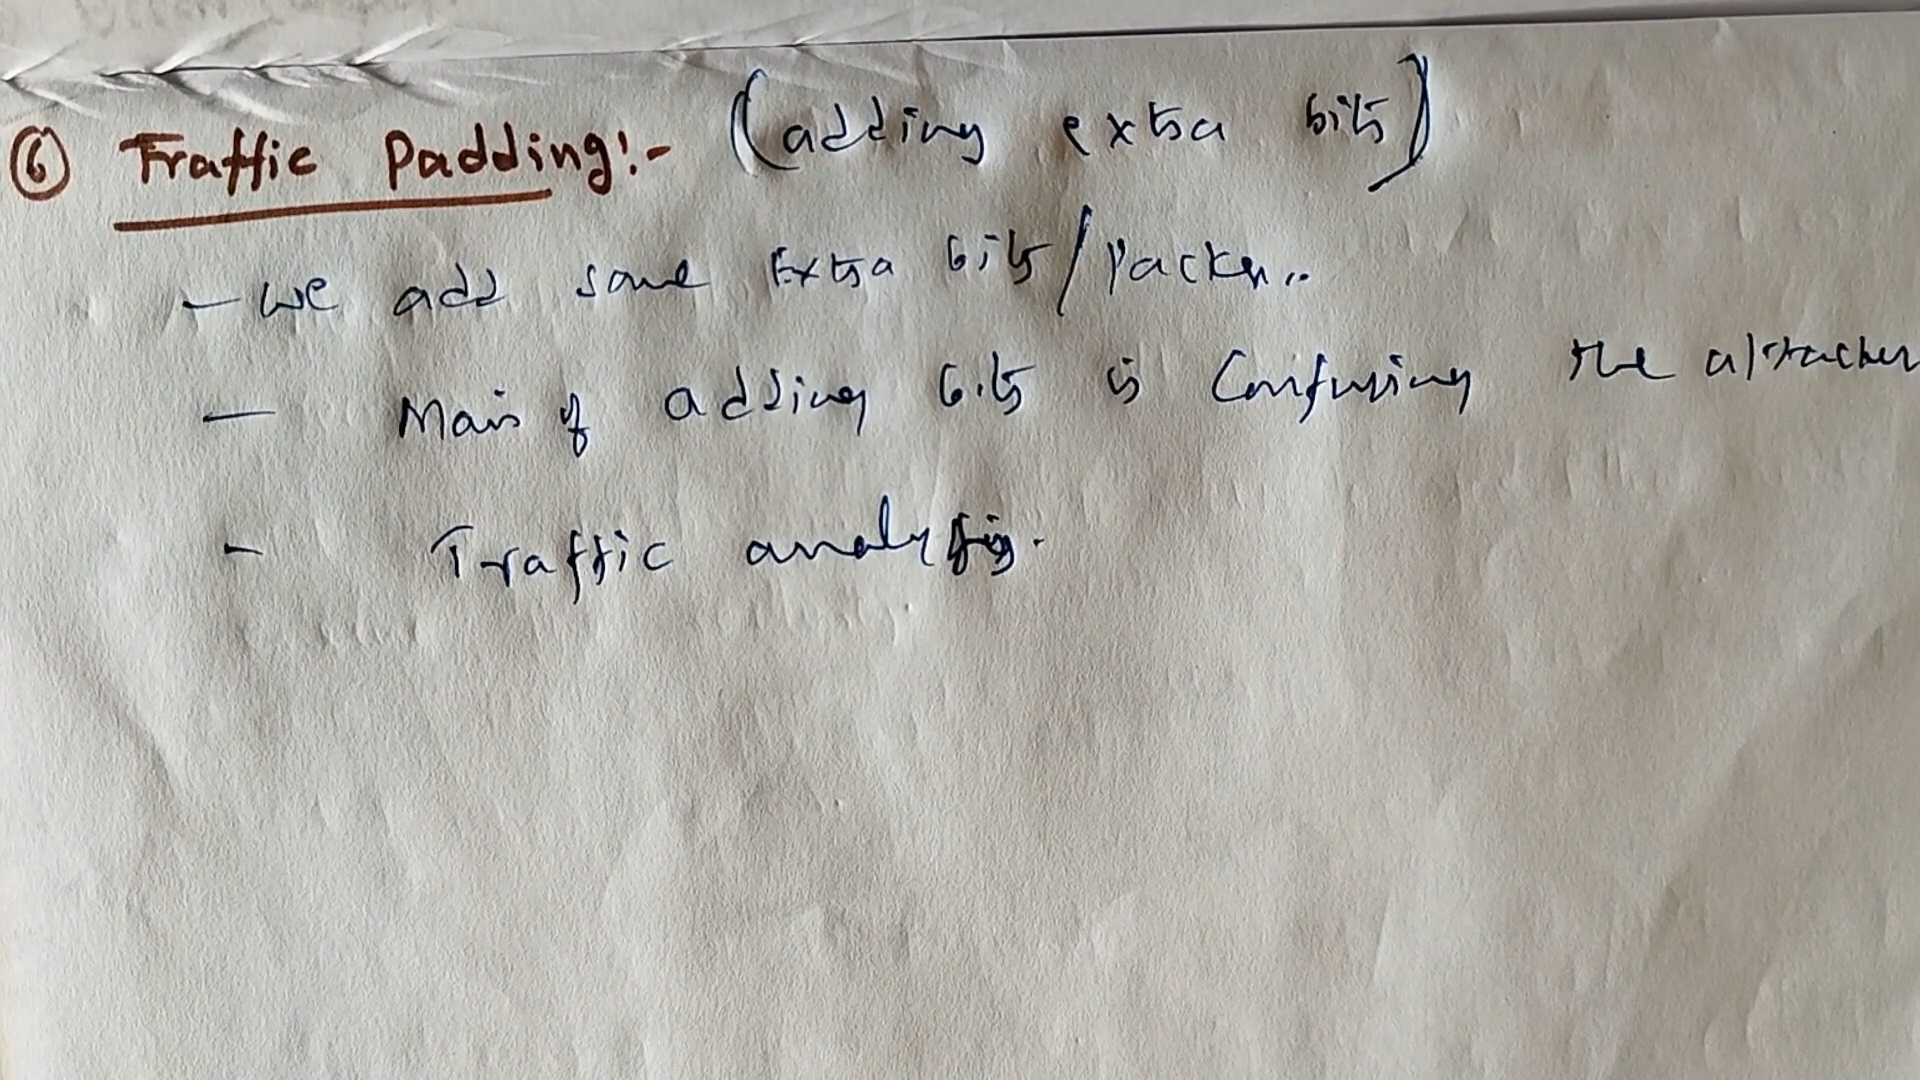 ⑥ Traffic Padding:- (adding extra bits)
- we add some Extra bits/Packer..
- Main of adding bits is Confusing the attacker
- Traffic analysis.